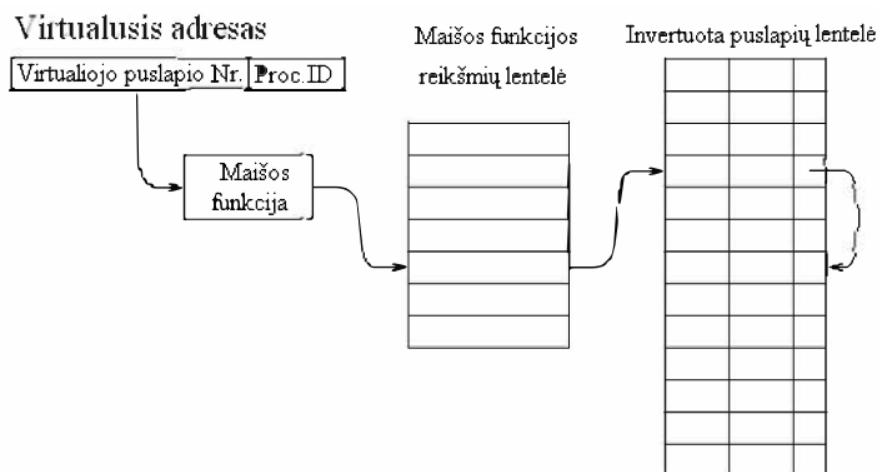 Virtualusis adresas
Virtualiojo puslapio Nr. Proc.ID
Maišos
funkcija
Maišos funkcijos
reikšmių lentelė
Invertuota puslapių lentelė